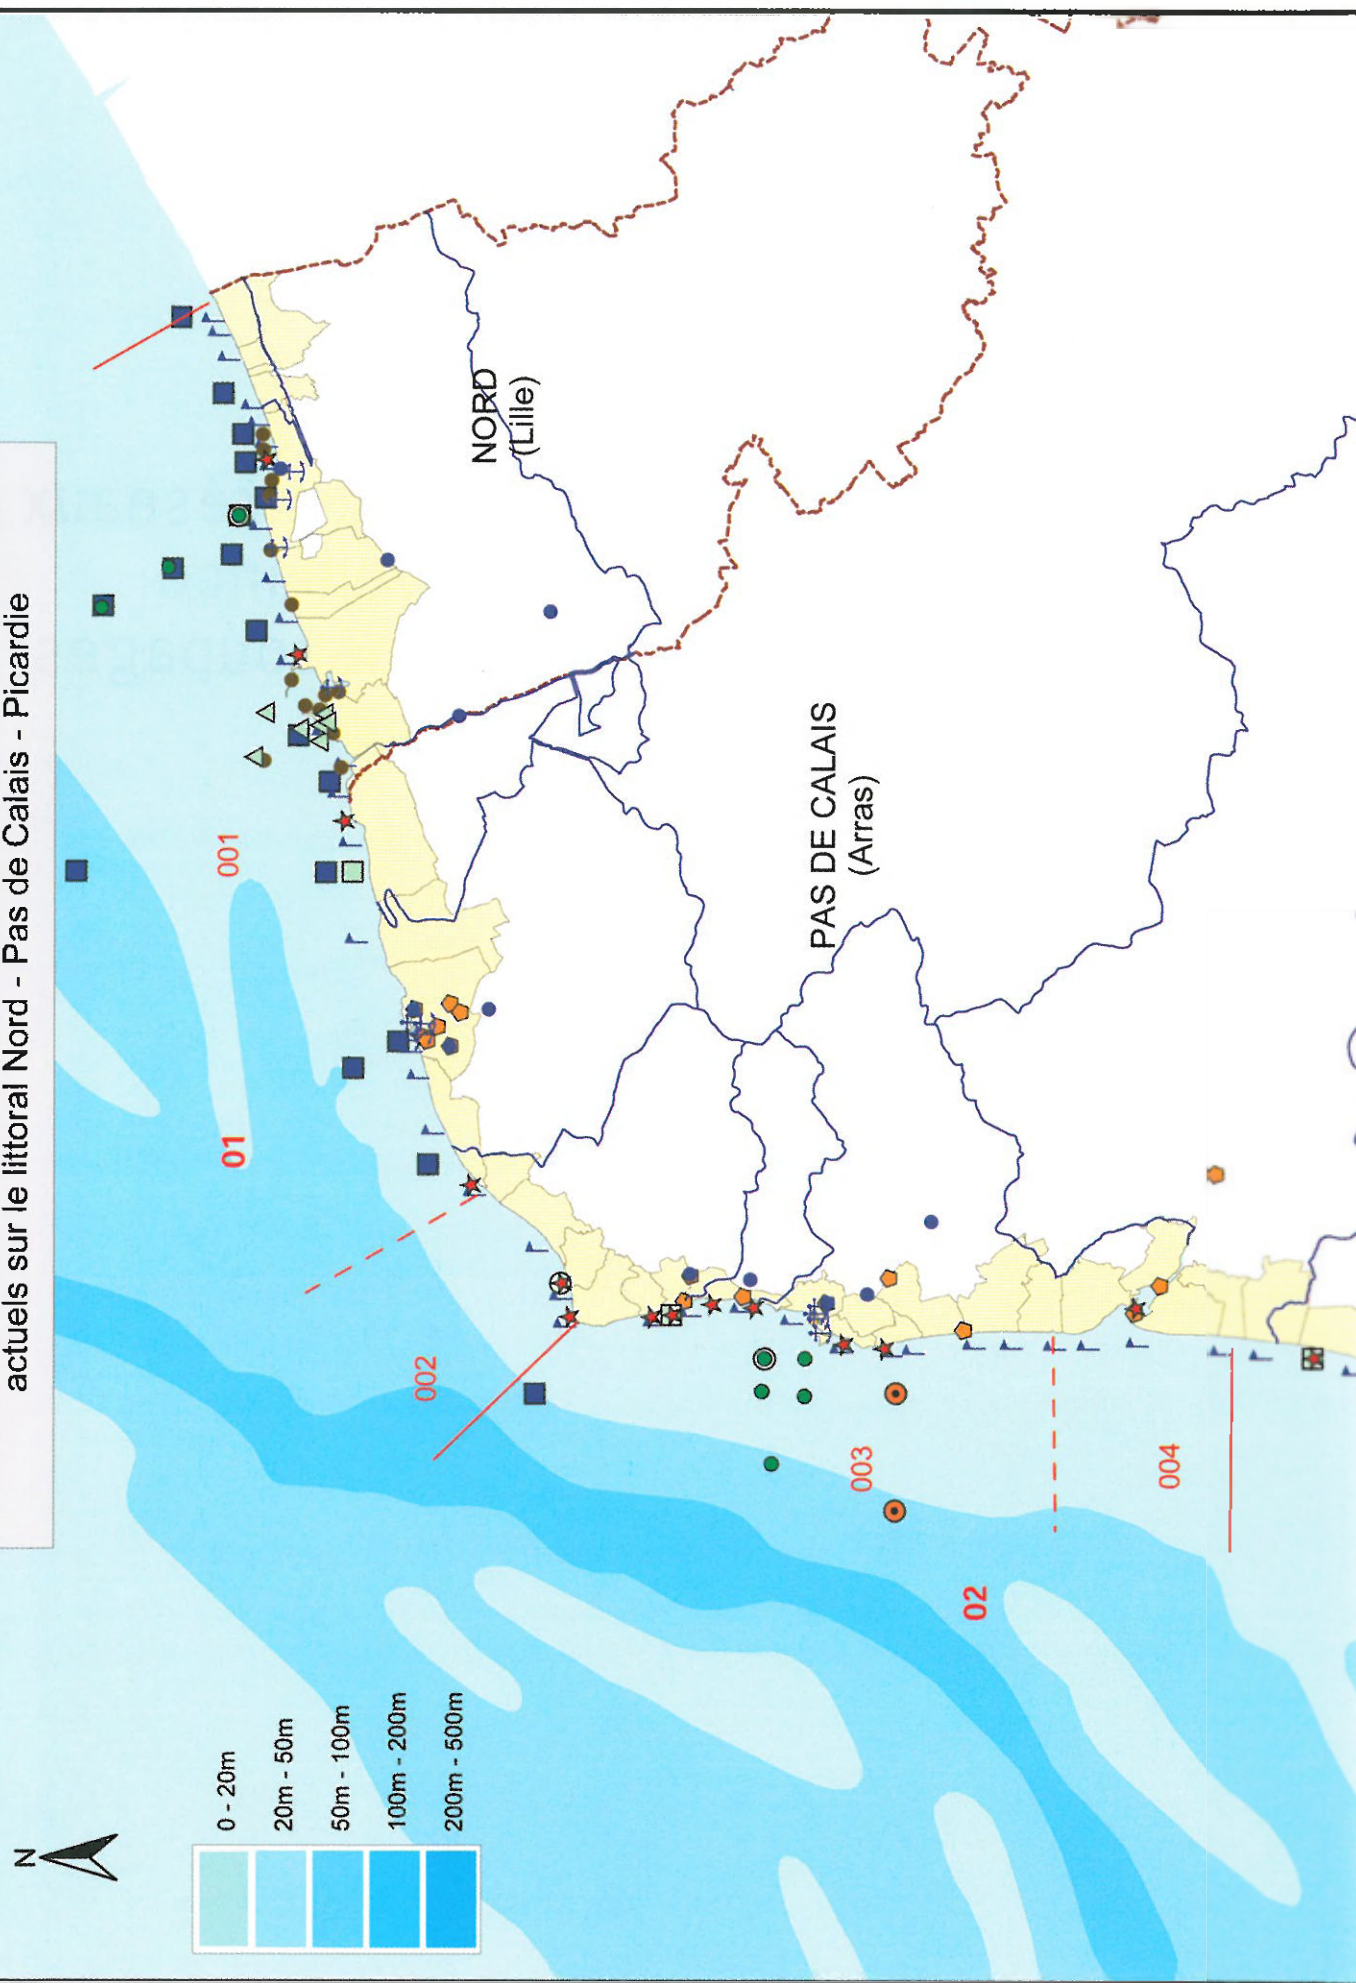 actuels sur le littoral Nord - Pas de Calais - Picardie
N
0 - 20m
20m - 50m
50m - 100m
100m - 200m
200m - 500m
01
001
002
003
02
004
NORD
(Lille)
PAS DE CALAIS
(Arras)